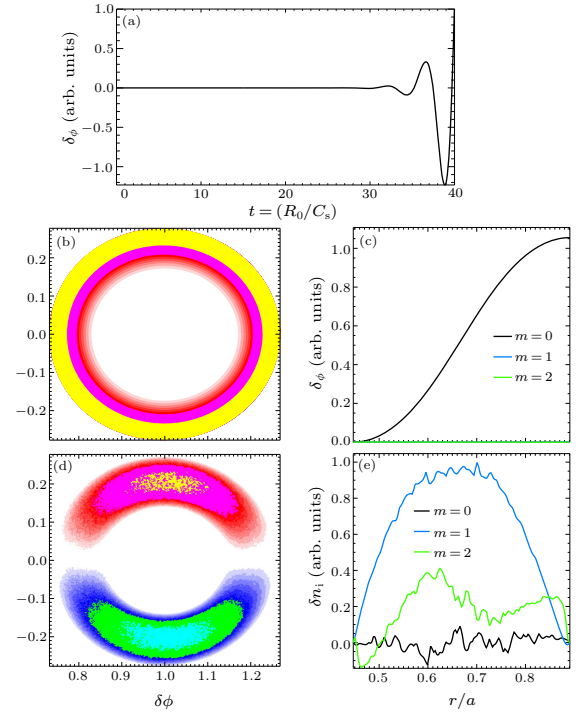 (a)
1.0
0.0
−0.5
−1.0
δϕ (arb. units)
0 5 10 15 20 25 30 35 40
t=(R0/Cs)
(b)
0.2
0.1
0.0
−0.1
−0.2
(c)
1.0
0.8
0.6
0.4
0.2
0.0
δϕ (arb. units)
m=0
m=1
m=2
(d)
0.2
0.1
0.0
−0.1
−0.2
0.8 0.9 1.0 1.1 1.2
δϕ
(e)
1.0
0.8
0.6
0.4
0.2
0.0
δni (arb. units)
m=0
m=1
m=2
0.5 0.6 0.7 0.8
r/a